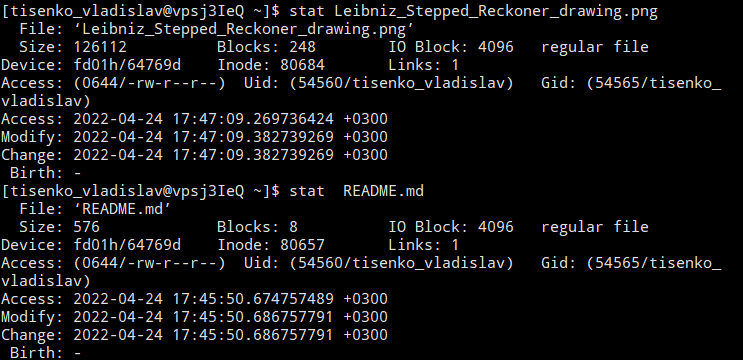 [tisenko_vladislav@vpsj3IeQ ~]$ stat Leibniz_Stepped_Reckoner_drawing.png
  File: ‘Leibniz_Stepped_Reckoner_drawing.png’
  Size: 126112          Blocks: 248        IO Block: 4096   regular file
Device: fd01h/64769d    Inode: 80684       Links: 1
Access: (0644/-rw-r--r--)  Uid: (54560/tisenko_vladislav)   Gid: (54565/tisenko_
vladislav)
Access: 2022-04-24 17:47:09.269736424 +0300
Modify: 2022-04-24 17:47:09.382739269 +0300
Change: 2022-04-24 17:47:09.382739269 +0300
 Birth: -
[tisenko_vladislav@vpsj3IeQ ~]$ stat  README.md
  File: ‘README.md’
  Size: 576             Blocks: 8          IO Block: 4096   regular file
Device: fd01h/64769d    Inode: 80657       Links: 1
Access: (0644/-rw-r--r--)  Uid: (54560/tisenko_vladislav)   Gid: (54565/tisenko_
vladislav)
Access: 2022-04-24 17:45:50.674757489 +0300
Modify: 2022-04-24 17:45:50.686757791 +0300
Change: 2022-04-24 17:45:50.686757791 +0300
 Birth: -